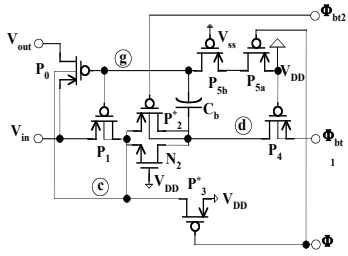 Φbt2
Vout
g
Vss
P0
VDD
P5b
P5a
Cb
P*2
d
Vin
P1
N2
P4
Φbt1
VDD
c
P*3
VDD
Φ